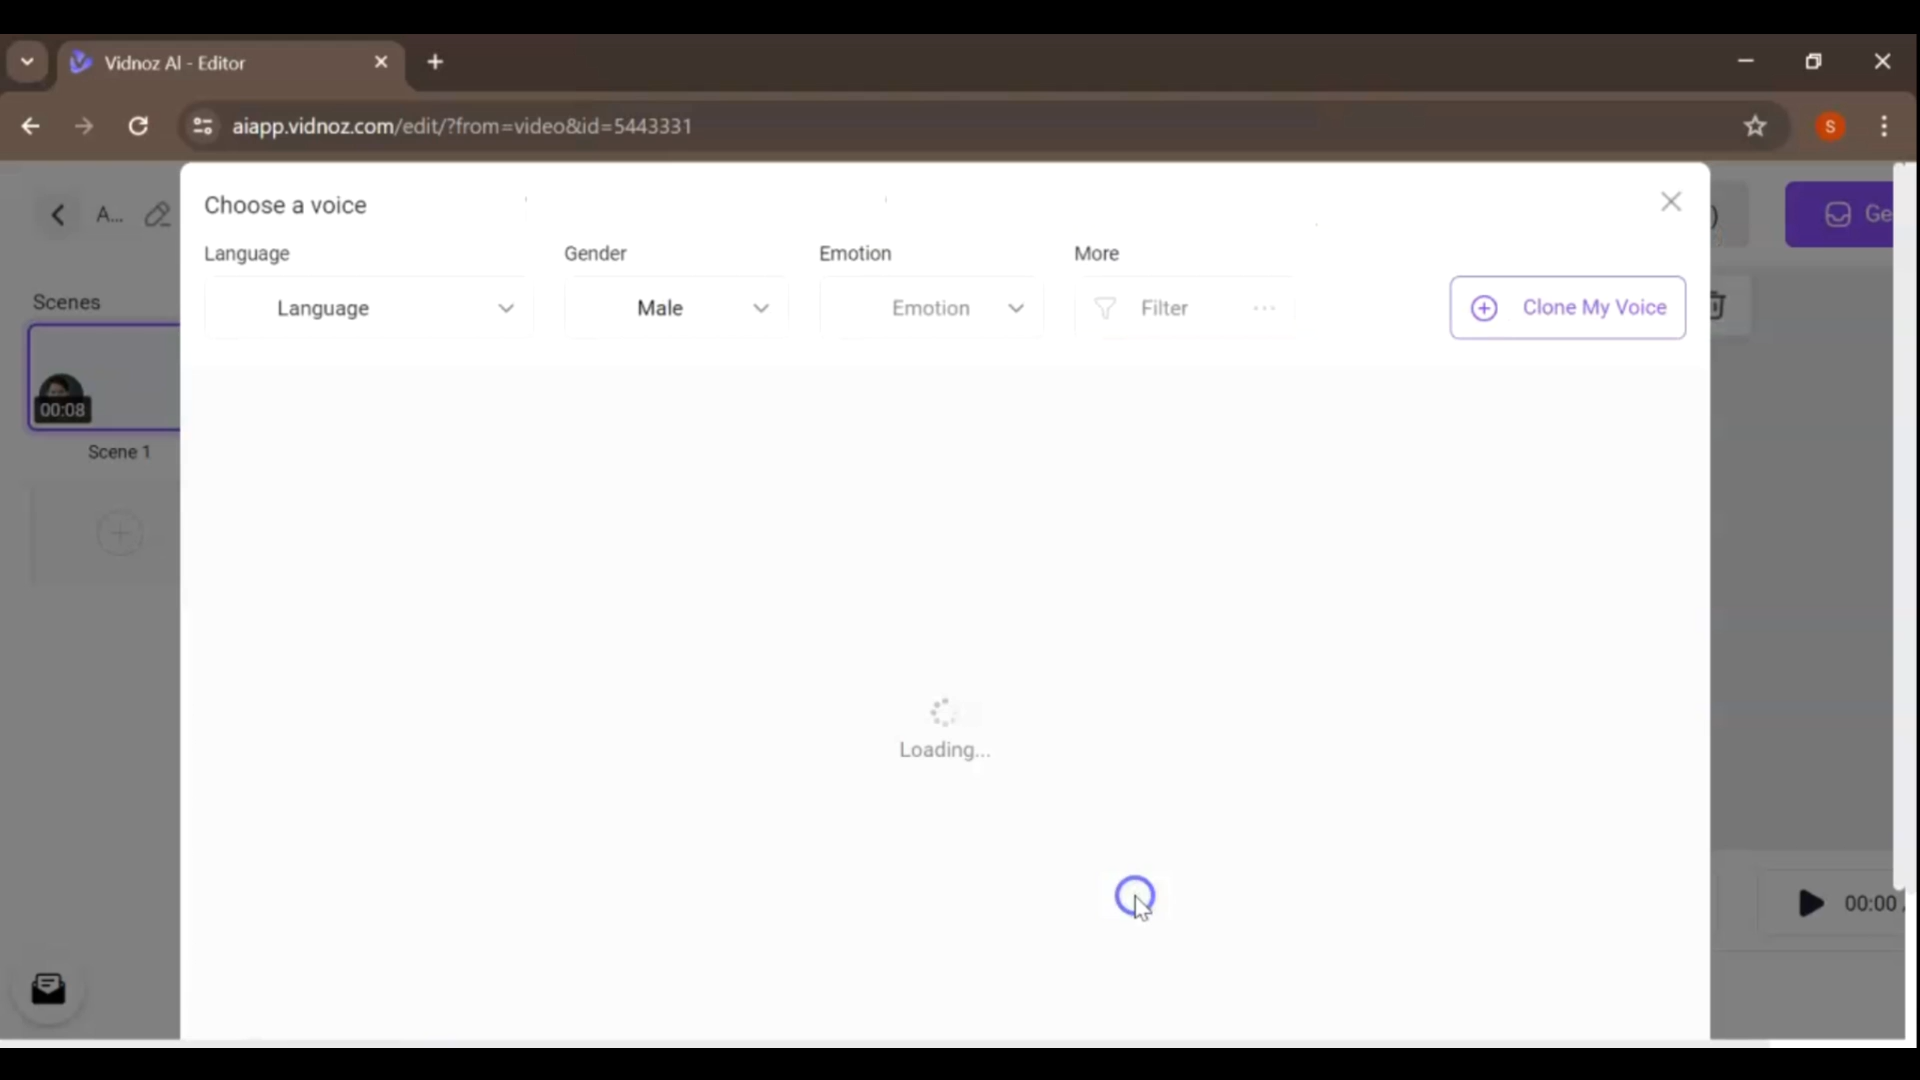 Vidnoz AI - Editor
aiapp.vidnoz.com/edit/?from=video&id=5443331
S
Choose a voice
A...
Ge
Language
Gender
Emotion
More
Language
Male
Emotion
Filter
Clone My Voice
Scenes
00:08
Scene 1
Loading...
00:00